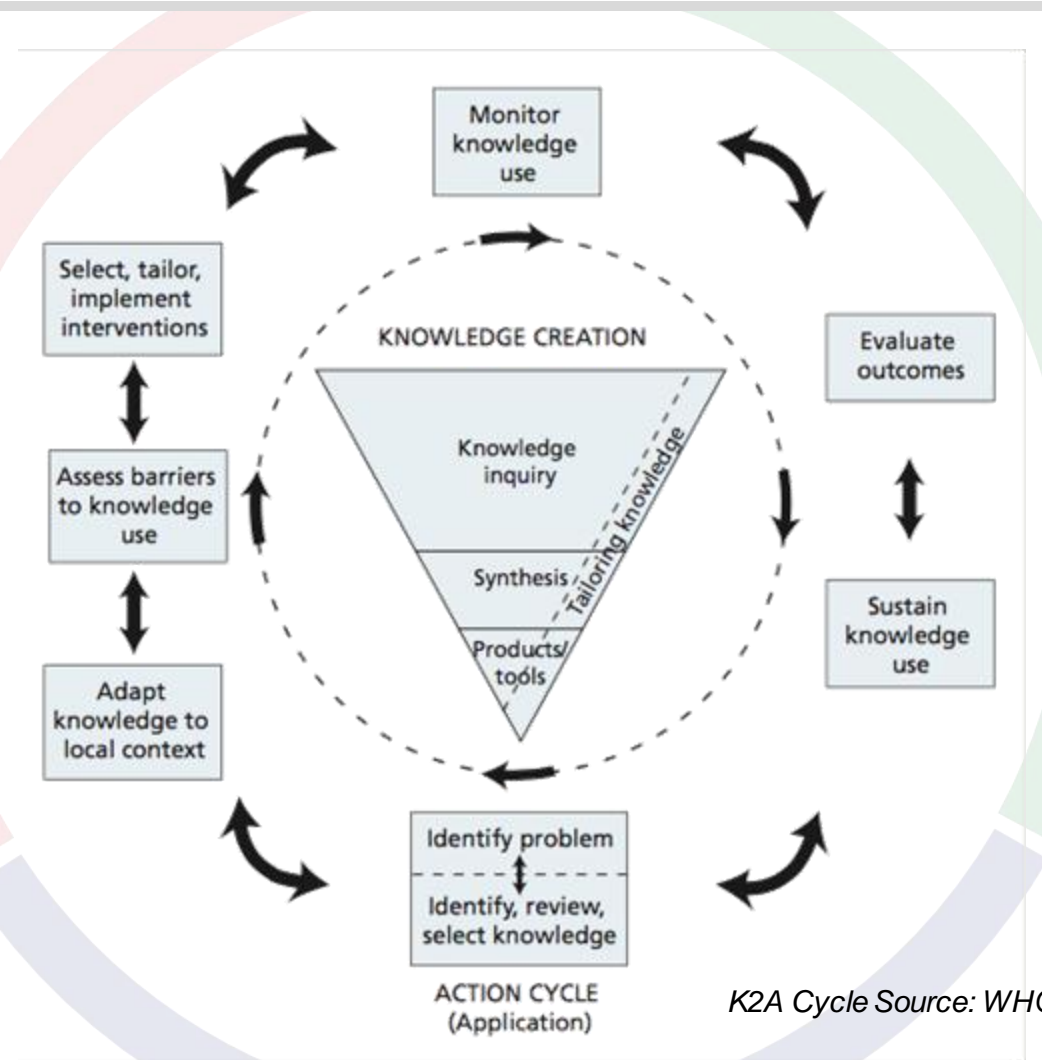 Monitor
knowledge
use
Select, tailor,
implement
interventions
KNOWLEDGE CREATION
Evaluate
outcomes
Knowledge
inquiry
Tailoring knowledge
Assess barriers
to knowledge
use
Synthesis
Sustain
knowledge
use
Products/
tools
Adapt
knowledge to
local context
Identify problem
Identify, review,
select knowledge
ACTION CYCLE
(Application)
K2A Cycle Source: WHO